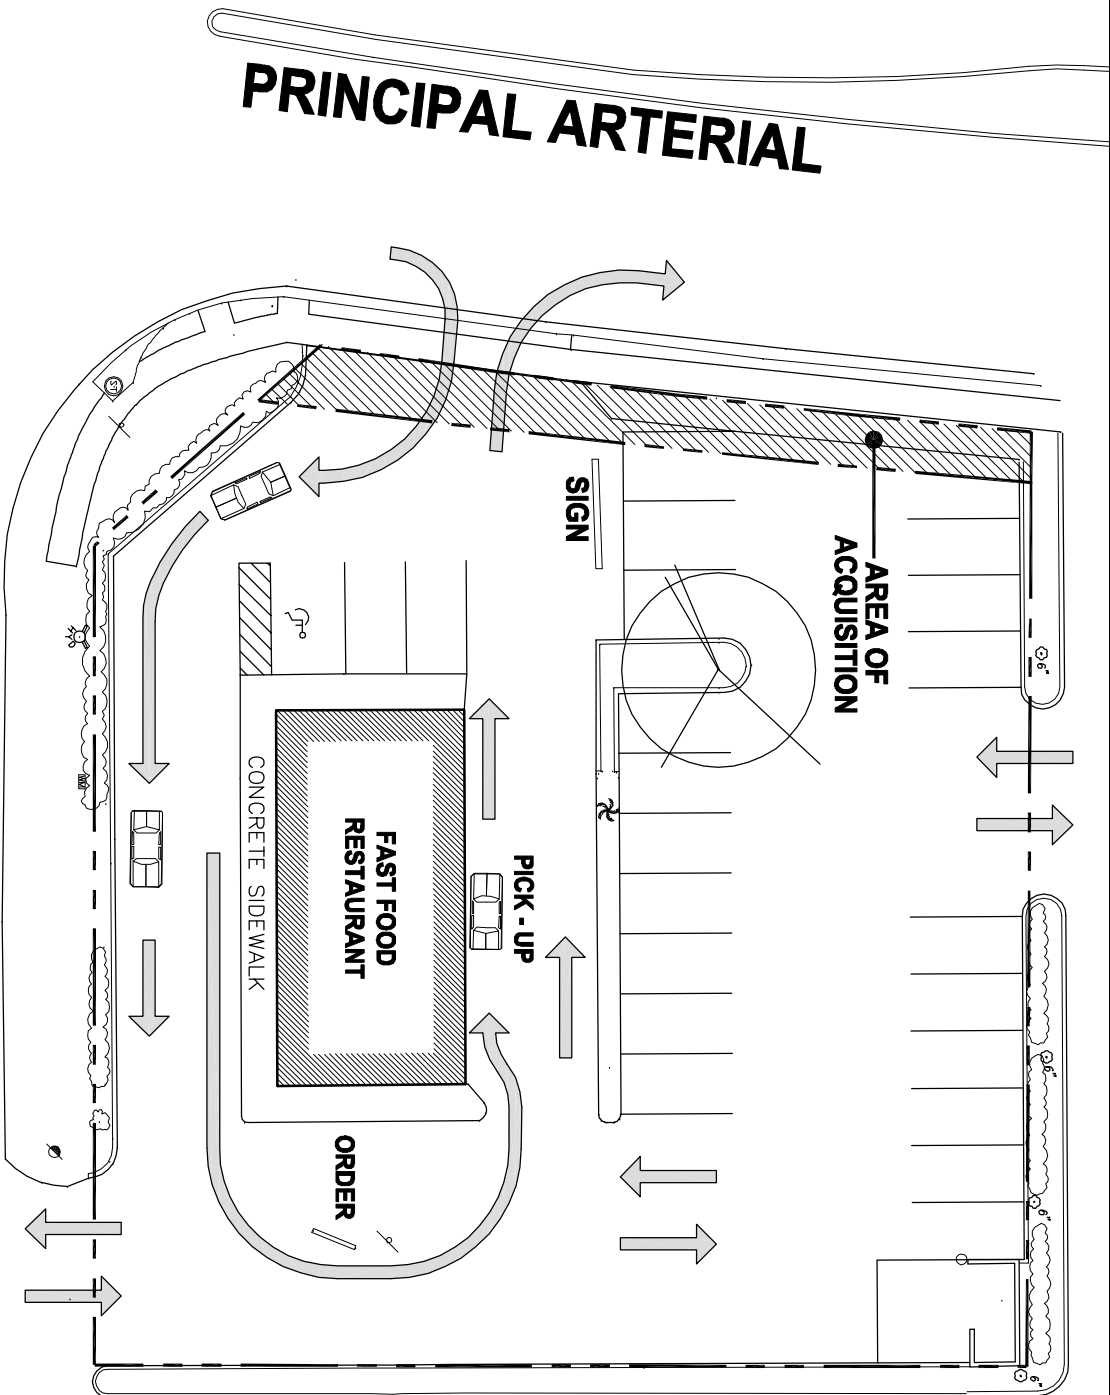 PRINCIPAL ARTERIAL
SIGN
AREA OF
ACQUISITION
6"
CONCRETE SIDEWALK
FAST FOOD
RESTAURANT
PICK - UP
6"
ORDER
6"
6"